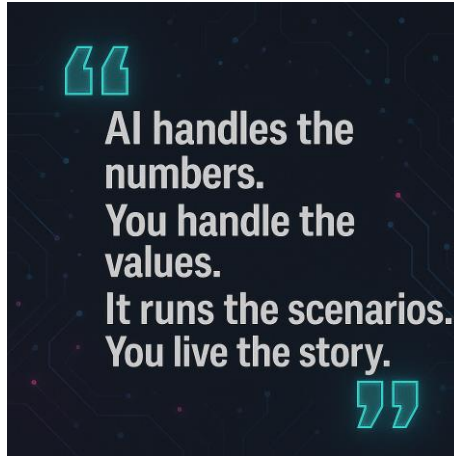 “
AI handles the
numbers.
You handle the
values.
It runs the scenarios.
You live the story.
”